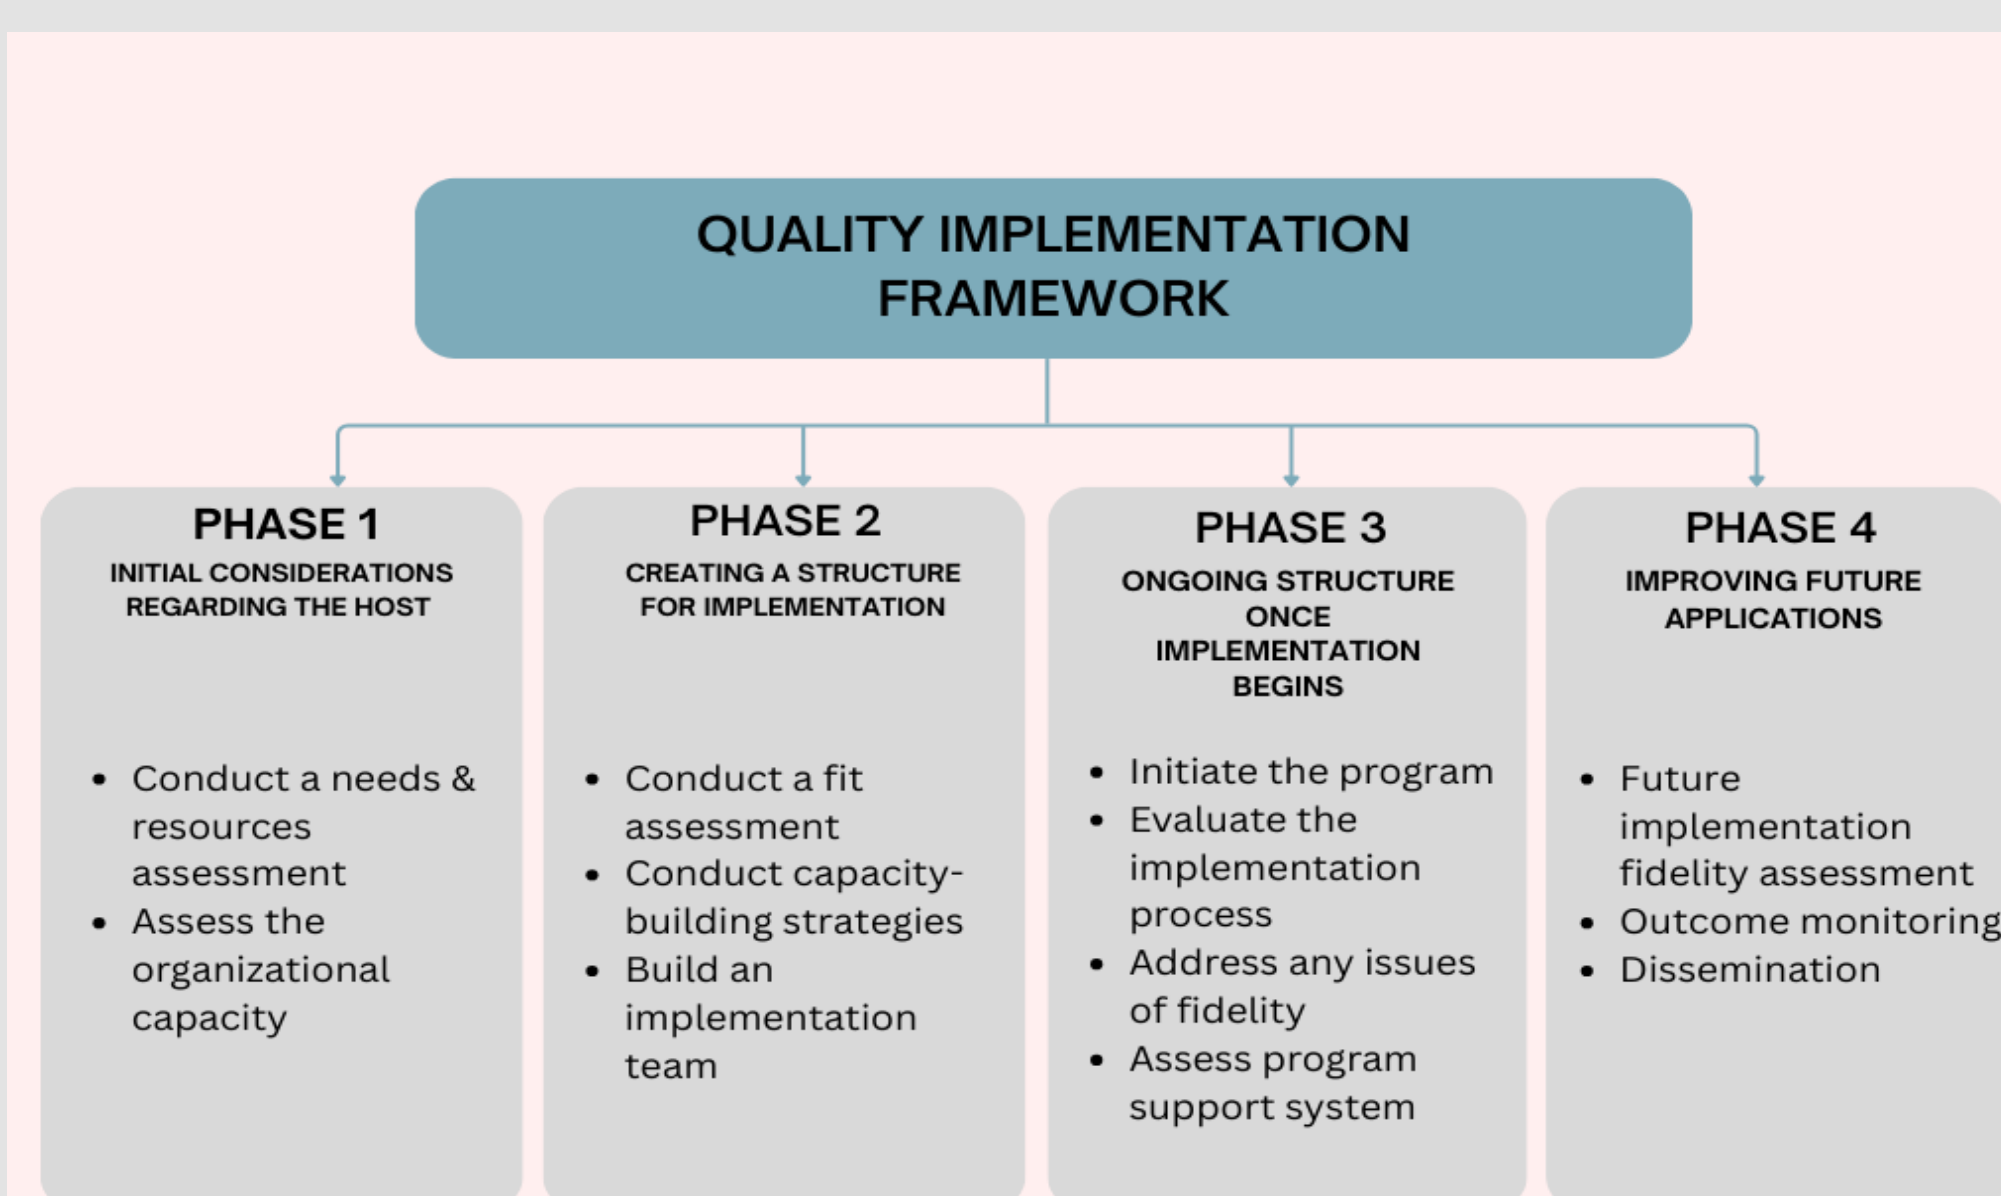 QUALITY IMPLEMENTATION
FRAMEWORK
PHASE 1
INITIAL CONSIDERATIONS
REGARDING THE HOST
• Conduct a needs &
resources
assessment
• Assess the
organizational
capacity
PHASE 2
CREATING A STRUCTURE
FOR IMPLEMENTATION
• Conduct a fit
assessment
• Conduct capacity-
building strategies
• Build an
implementation
team
PHASE 3
ONGOING STRUCTURE
ONCE
IMPLEMENTATION
BEGINS
• Initiate the program
• Evaluate the
implementation
process
• Address any issues
of fidelity
• Assess program
support system
PHASE 4
IMPROVING FUTURE
APPLICATIONS
• Future
implementation
fidelity assessment
• Outcome monitoring
• Dissemination